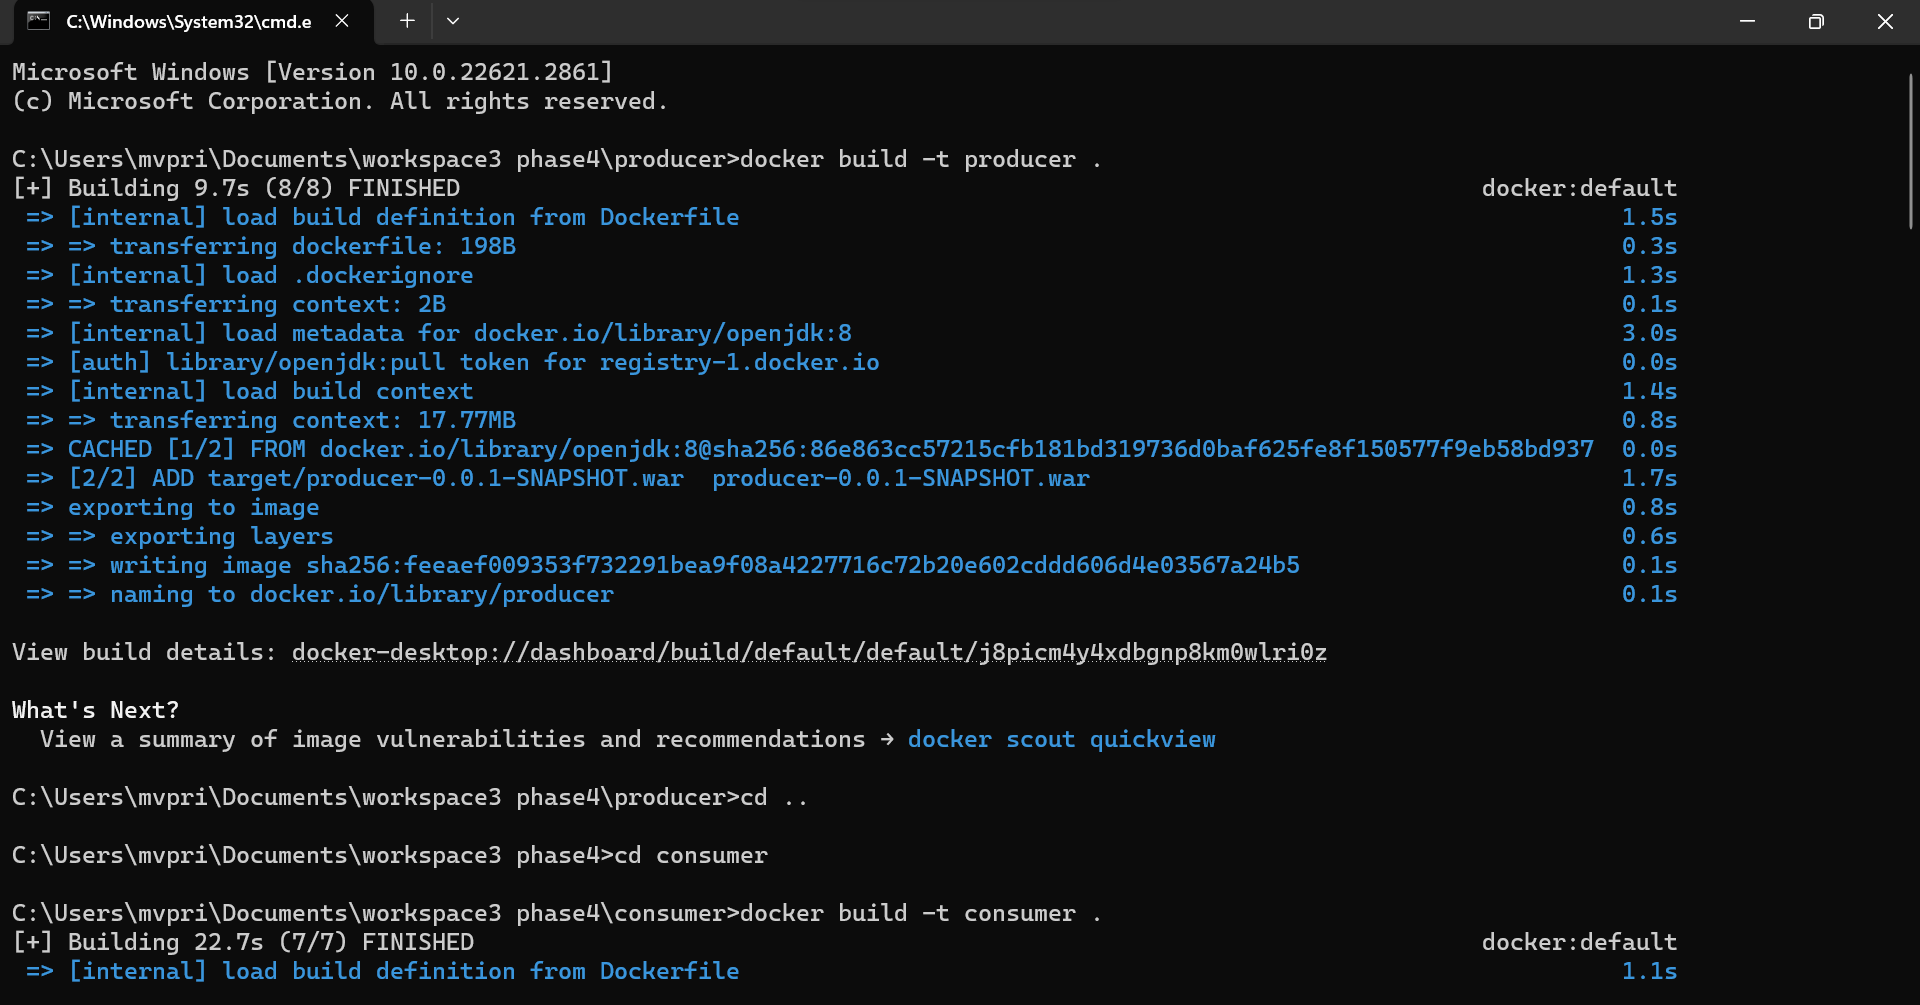 C:\Windows\System32\cmd.e
Microsoft Windows [Version 10.0.22621.2861]
(c) Microsoft Corporation. All rights reserved.
C:\Users\mvpri\Documents\workspace3 phase4\producer>docker build -t producer .
[+] Building 9.7s (8/8) FINISHED docker:default
=> [internal] load build definition from Dockerfile 1.5s
=> => transferring dockerfile: 198B 0.3s
=> [internal] load .dockerignore 1.3s
=> => transferring context: 2B 0.1s
=> [internal] load metadata for docker.io/library/openjdk:8 3.0s
=> [auth] library/openjdk:pull token for registry-1.docker.io 0.0s
=> [internal] load build context 1.4s
=> => transferring context: 17.77MB 0.8s
=> CACHED [1/2] FROM docker.io/library/openjdk:8@sha256:86e863cc57215cfb181bd319736d0baf625fe8f150577f9eb58bd937 0.0s
=> [2/2] ADD target/producer-0.0.1-SNAPSHOT.war  producer-0.0.1-SNAPSHOT.war 1.7s
=> exporting to image 0.8s
=> => exporting layers 0.6s
=> => writing image sha256:feeaef009353f732291bea9f08a4227716c72b20e602cddd606d4e03567a24b5 0.1s
=> => naming to docker.io/library/producer 0.1s
View build details: docker-desktop://dashboard/build/default/default/j8picm4y4xdbgnp8km0wlri0z
What's Next?
View a summary of image vulnerabilities and recommendations → docker scout quickview
C:\Users\mvpri\Documents\workspace3 phase4\producer>cd ..
C:\Users\mvpri\Documents\workspace3 phase4>cd consumer
C:\Users\mvpri\Documents\workspace3 phase4\consumer>docker build -t consumer .
[+] Building 22.7s (7/7) FINISHED docker:default
=> [internal] load build definition from Dockerfile 1.1s